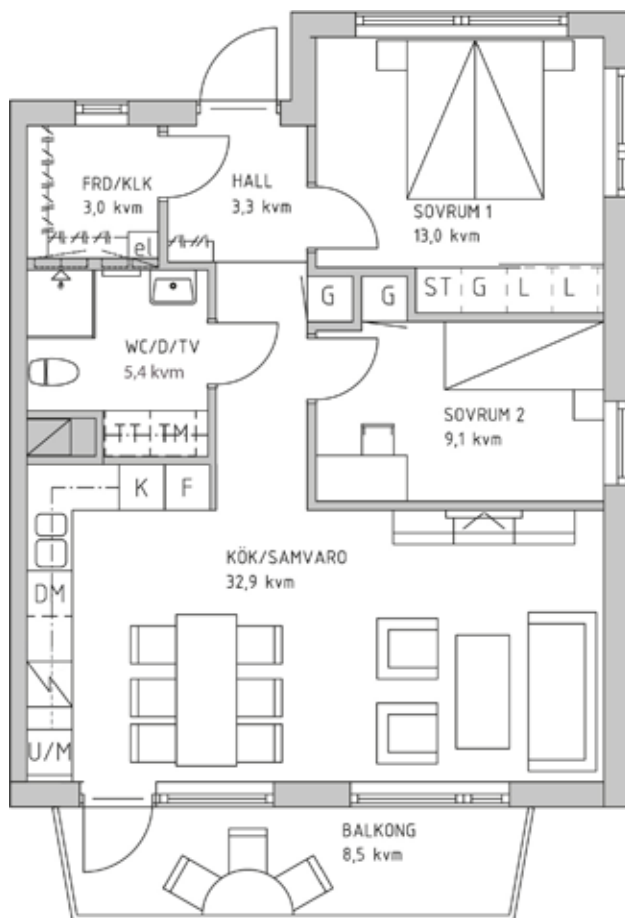 FRD/KLK
3,0 kvm
HALL
3,3 kvm
SOVRUM 1
13,0 kvm
el
G
G
ST G L L
WC/D/TV
5,4 kvm
SOVRUM 2
9,1 kvm
TT TM
K F
KÖK/SAMVARO
32,9 kvm
DM
U/M
BALKONG
8,5 kvm